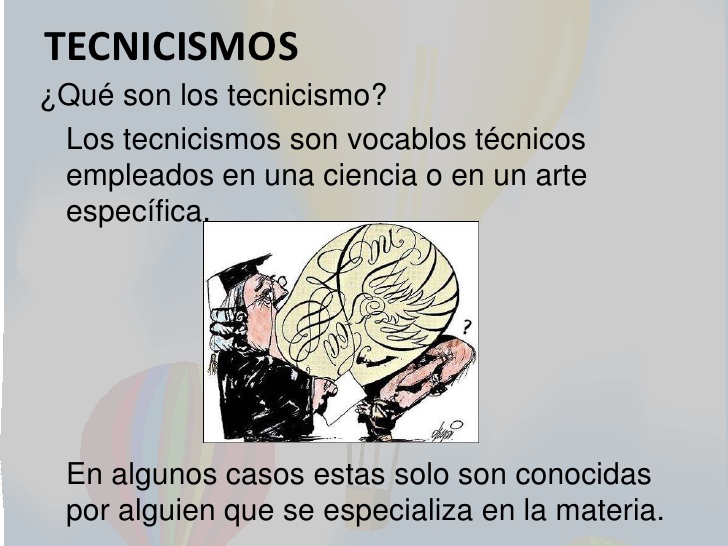 TECNICISMOS
¿Qué son los tecnicismo?
Los tecnicismos son vocablos técnicos
empleados en una ciencia o en un arte
específica.
?
En algunos casos estas solo son conocidas
por alguien que se especializa en la materia.